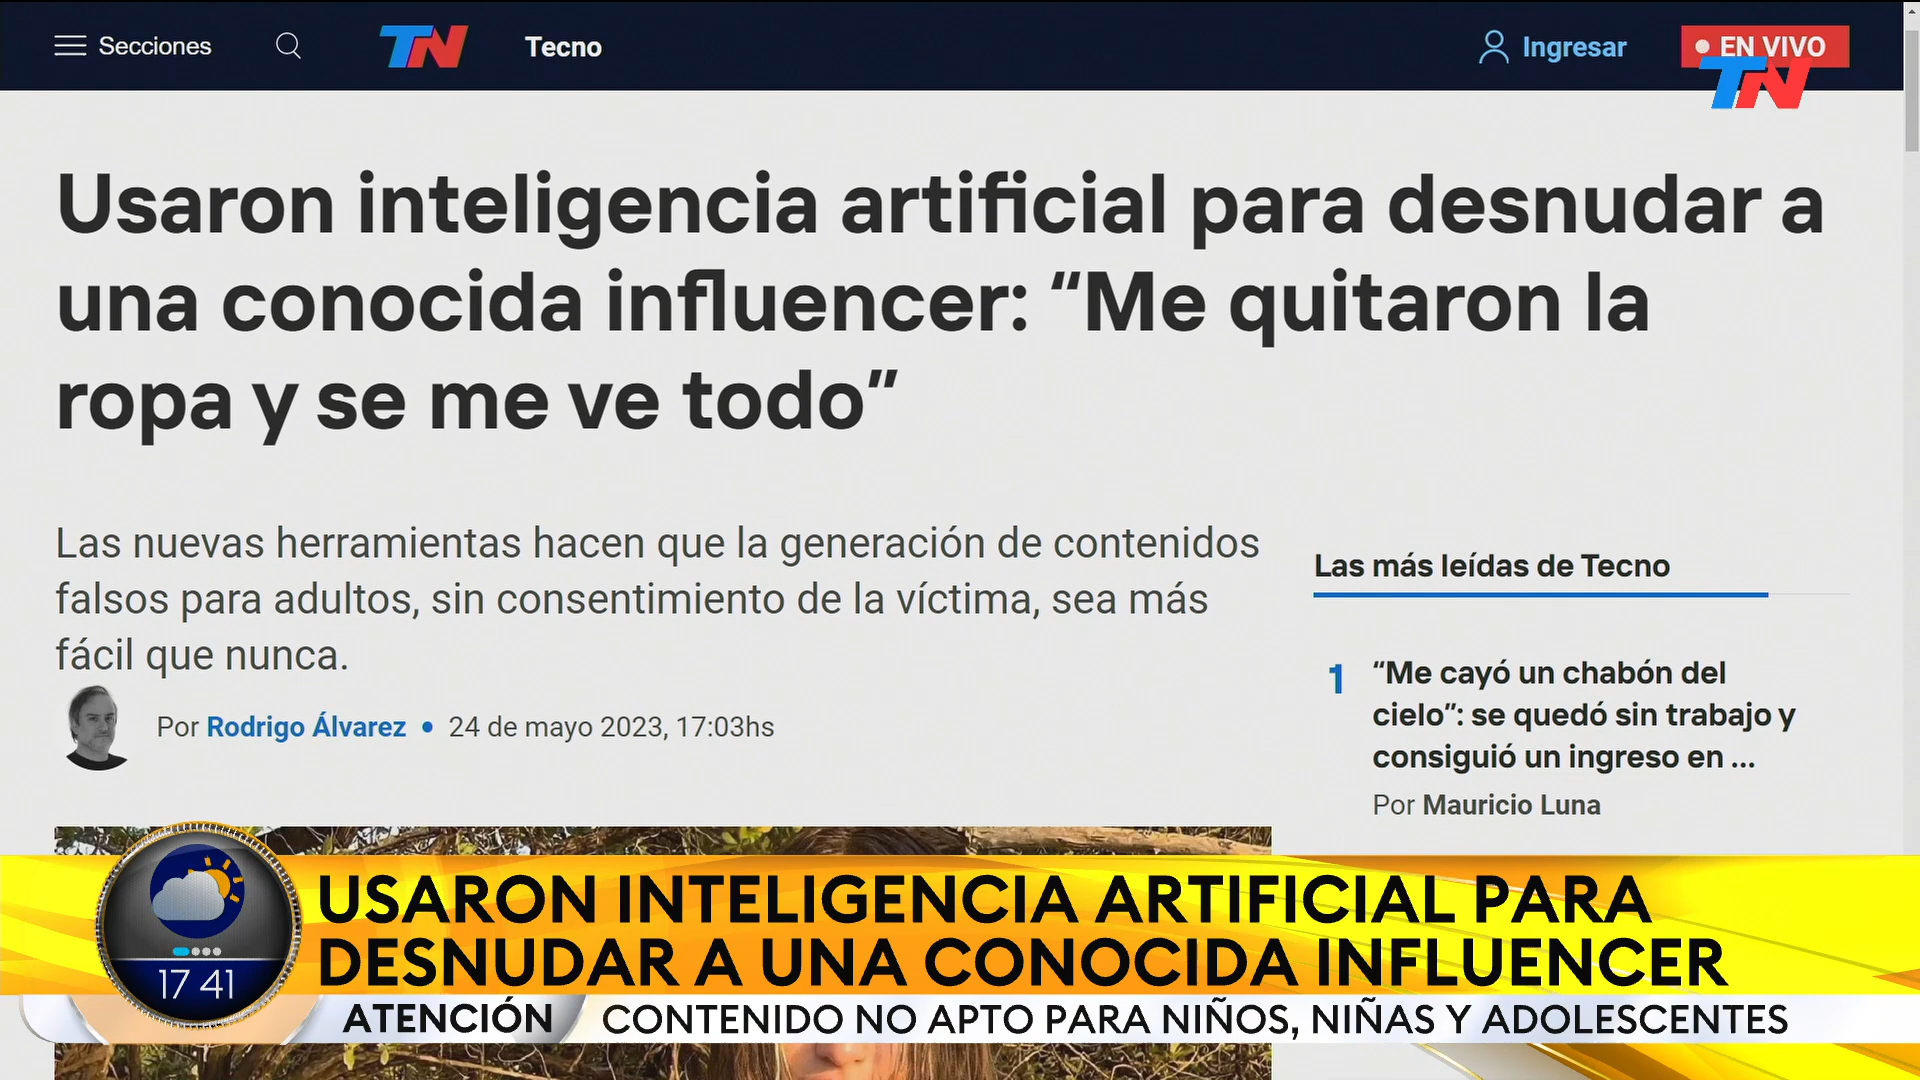 Secciones
TN
Tecno
Ingresar
EN VIVO
TN
Usaron inteligencia artificial para desnudar a
una conocida influencer: “Me quitaron la
ropa y se me ve todo”
Las nuevas herramientas hacen que la generación de contenidos
falsos para adultos, sin consentimiento de la víctima, sea más
fácil que nunca.
Por Rodrigo Álvarez • 24 de mayo 2023, 17:03hs
Las más leídas de Tecno
1
“Me cayó un chabón del
cielo”: se quedó sin trabajo y
consiguió un ingreso en ...
Por Mauricio Luna
USARON INTELIGENCIA ARTIFICIAL PARA
DESNUDAR A UNA CONOCIDA INFLUENCER
17 41
ATENCIÓN CONTENIDO NO APTO PARA NIÑOS, NIÑAS Y ADOLESCENTES